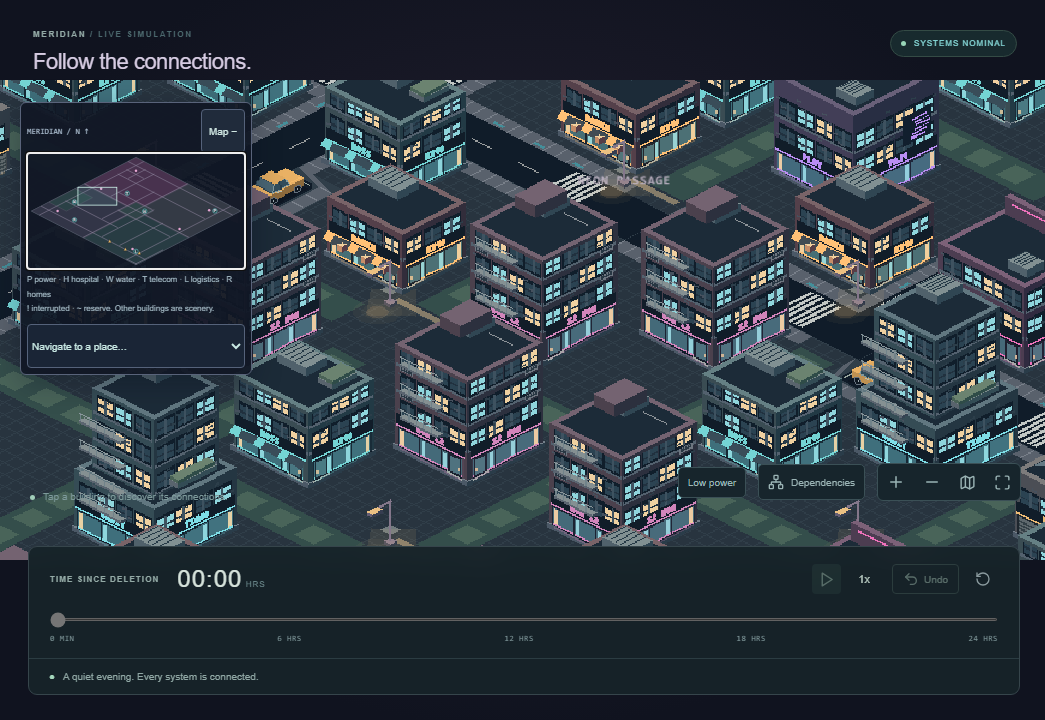 MERIDIAN / LIVE SIMULATION
Follow the connections.
SYSTEMS NOMINAL
MERIDIAN / N ↑
Map −
P power · H hospital · W water · T telecom · L logistics · R
homes
! interrupted · ~ reserve. Other buildings are scenery.
Navigate to a place...
Tap a building to discover its connections.
Low power
Dependencies
TIME SINCE DELETION
00:00 HRS
1x
Undo
0 MIN
6 HRS
12 HRS
18 HRS
24 HRS
A quiet evening. Every system is connected.